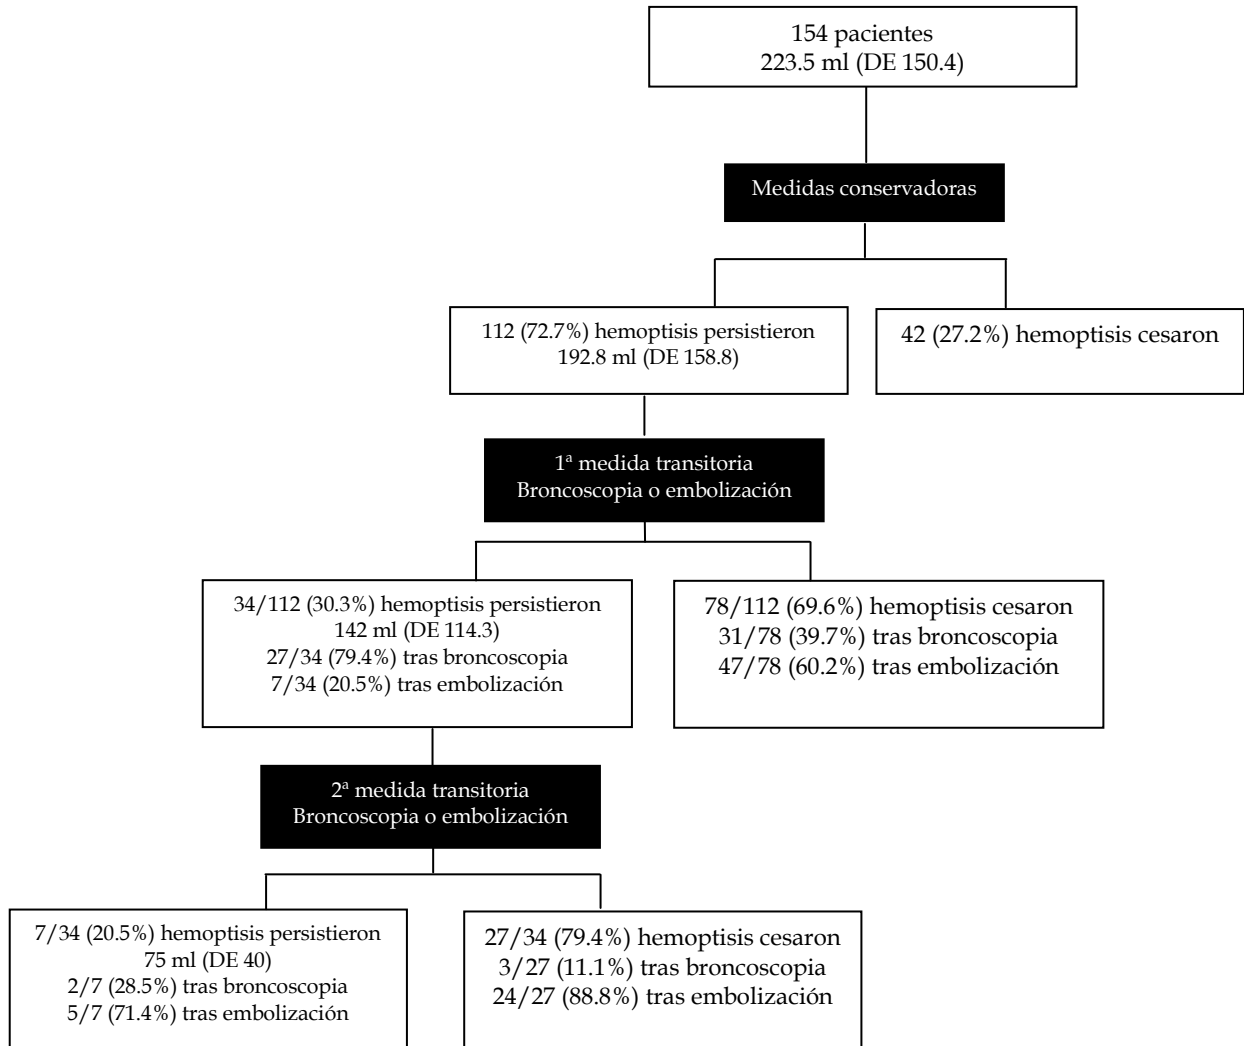 154 pacientes
223.5 ml (DE 150.4)
Medidas conservadoras
112 (72.7%) hemoptisis persistieron
192.8 ml (DE 158.8)
42 (27.2%) hemoptisis cesaron
1ª medida transitoria
Broncoscopia o embolización
34/112 (30.3%) hemoptisis persistieron
142 ml (DE 114.3)
27/34 (79.4%) tras broncoscopia
7/34 (20.5%) tras embolización
78/112 (69.6%) hemoptisis cesaron
31/78 (39.7%) tras broncoscopia
47/78 (60.2%) tras embolización
2ª medida transitoria
Broncoscopia o embolización
7/34 (20.5%) hemoptisis persistieron
75 ml (DE 40)
2/7 (28.5%) tras broncoscopia
5/7 (71.4%) tras embolización
27/34 (79.4%) hemoptisis cesaron
3/27 (11.1%) tras broncoscopia
24/27 (88.8%) tras embolización